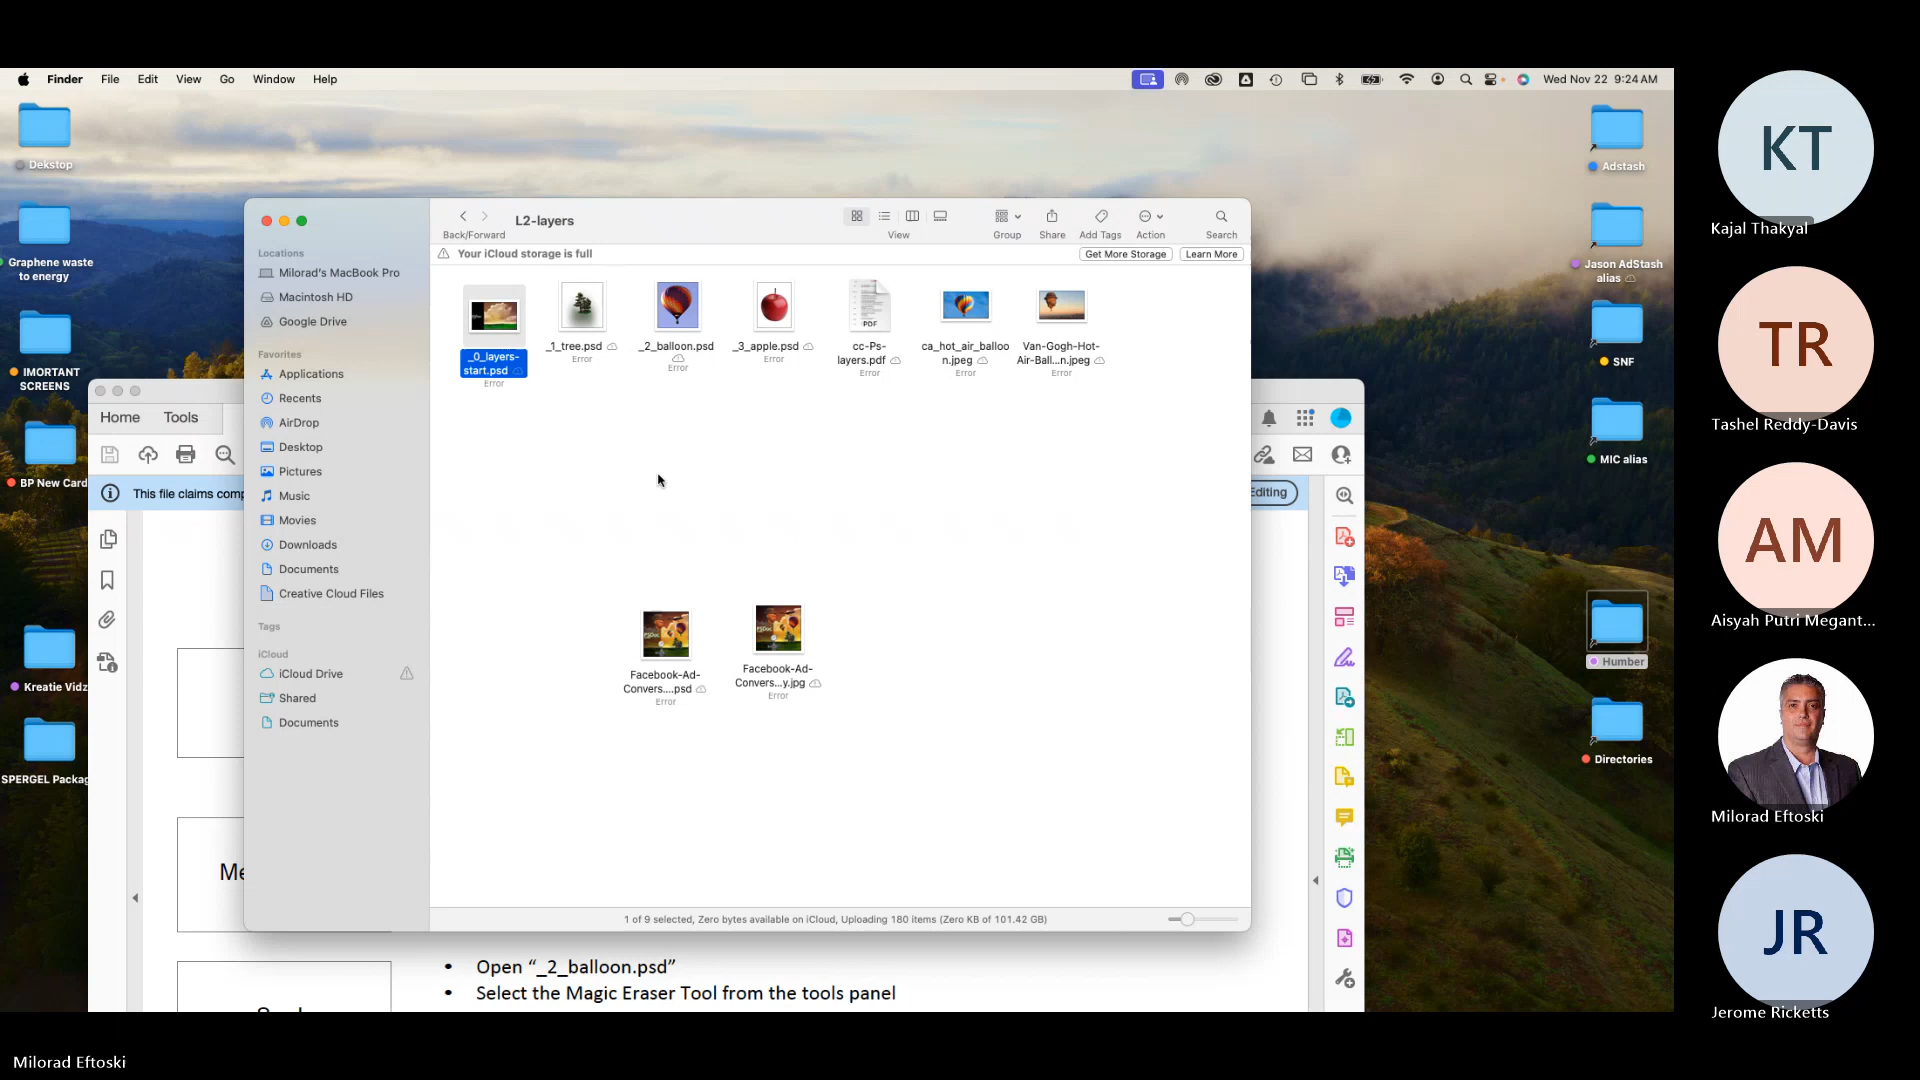 Finder File Edit View Go Window Help
Wed Nov 22 9:24 AM
Dekstop
Graphene waste
to energy
IMORTANT
SCREENS
BP New Card
Kreatie Vidz
SPERGEL Packag
Adstash
Jason AdStash
alias
SNF
MIC alias
Humber
Directories
Home Tools
This file claims comp
Editing
Me
L2-layers
Back/Forward
View
Group
Share
Add Tags
Action
Search
Your iCloud storage is full
Get More Storage
Learn More
Locations
Milorad's MacBook Pro
Macintosh HD
Google Drive
Favorites
Applications
Recents
AirDrop
Desktop
Pictures
Music
Movies
Downloads
Documents
Creative Cloud Files
Tags
iCloud
iCloud Drive
Shared
Documents
_0_layers-
start.psd
Error
_1_tree.psd
Error
_2_balloon.psd
Error
_3_apple.psd
Error
PDF
cc-Ps-
layers.pdf
Error
ca_hot_air_balloo
n.jpeg
Error
Van-Gogh-Hot-
Air-Ball...n.jpeg
Error
Facebook-Ad-
Convers....psd
Error
Facebook-Ad-
Convers...y.jpg
Error
1 of 9 selected, Zero bytes available on iCloud, Uploading 180 items (Zero KB of 101.42 GB)
• Open “_2_balloon.psd”
• Select the Magic Eraser Tool from the tools panel
KT
Kajal Thakyal
TR
Tashel Reddy-Davis
AM
Aisyah Putri Megant...
Milorad Eftoski
JR
Jerome Ricketts
Milorad Eftoski